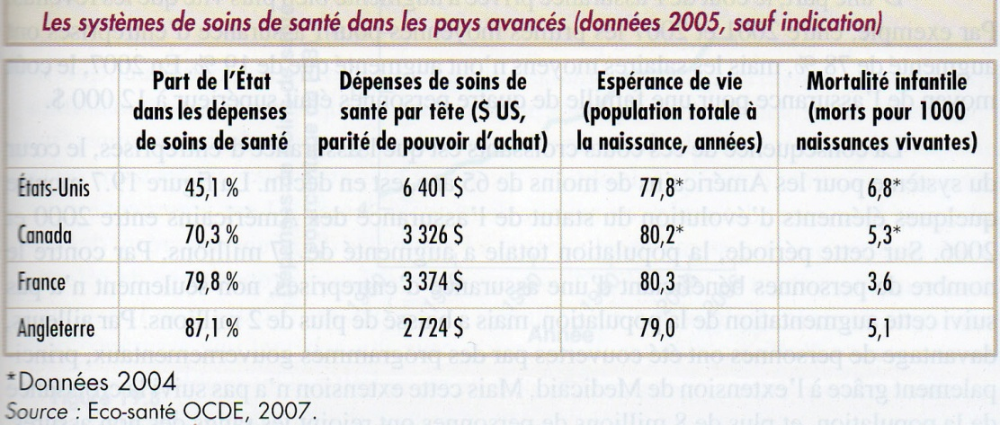 Les systèmes de soins de santé dans les pays avancés (données 2005, sauf indication)
Part de l'État dans les dépenses de soins de santé | Dépenses de soins de santé par tête ($ US, parité de pouvoir d'achat) | Espérance de vie (population totale à la naissance, années) | Mortalité infantile (morts pour 1000 naissances vivantes)
États-Unis 45,1 % 6 401 $ 77,8* 6,8*
Canada 70,3 % 3 326 $ 80,2* 5,3*
France 79,8 % 3 374 $ 80,3 3,6
Angleterre 87,1 % 2 724 $ 79,0 5,1
*Données 2004
Source : Eco-santé OCDE, 2007.